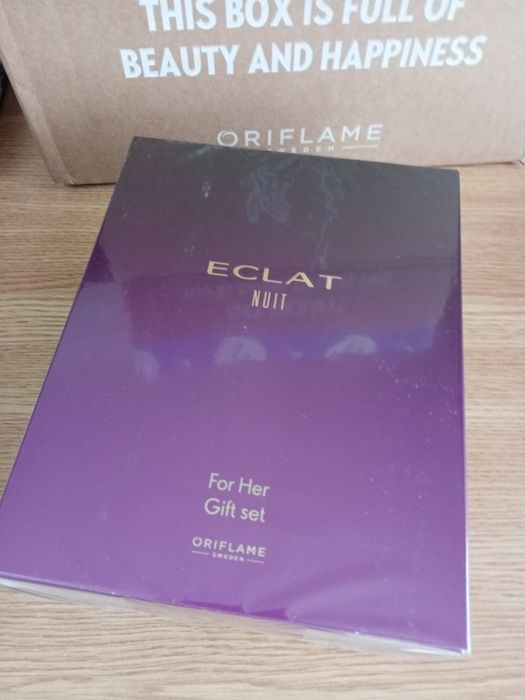 THIS BOX IS FULL OF
BEAUTY AND HAPPINESS
ORIFLAME
SWEDEN
ECLAT
NUIT
For Her
Gift set
ORIFLAME
SWEDEN